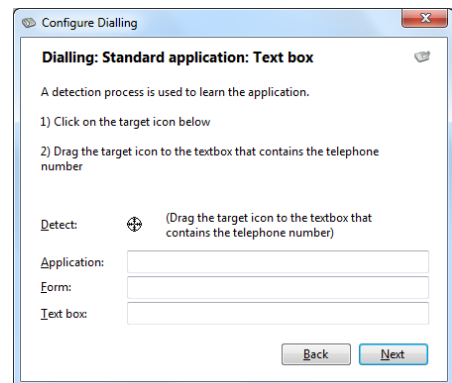 Configure Dialling
Dialling: Standard application: Text box
A detection process is used to learn the application.
1) Click on the target icon below
2) Drag the target icon to the textbox that contains the telephone
number
Detect:
(Drag the target icon to the textbox that
contains the telephone number)
Application:
Form:
Text box:
Back
Next